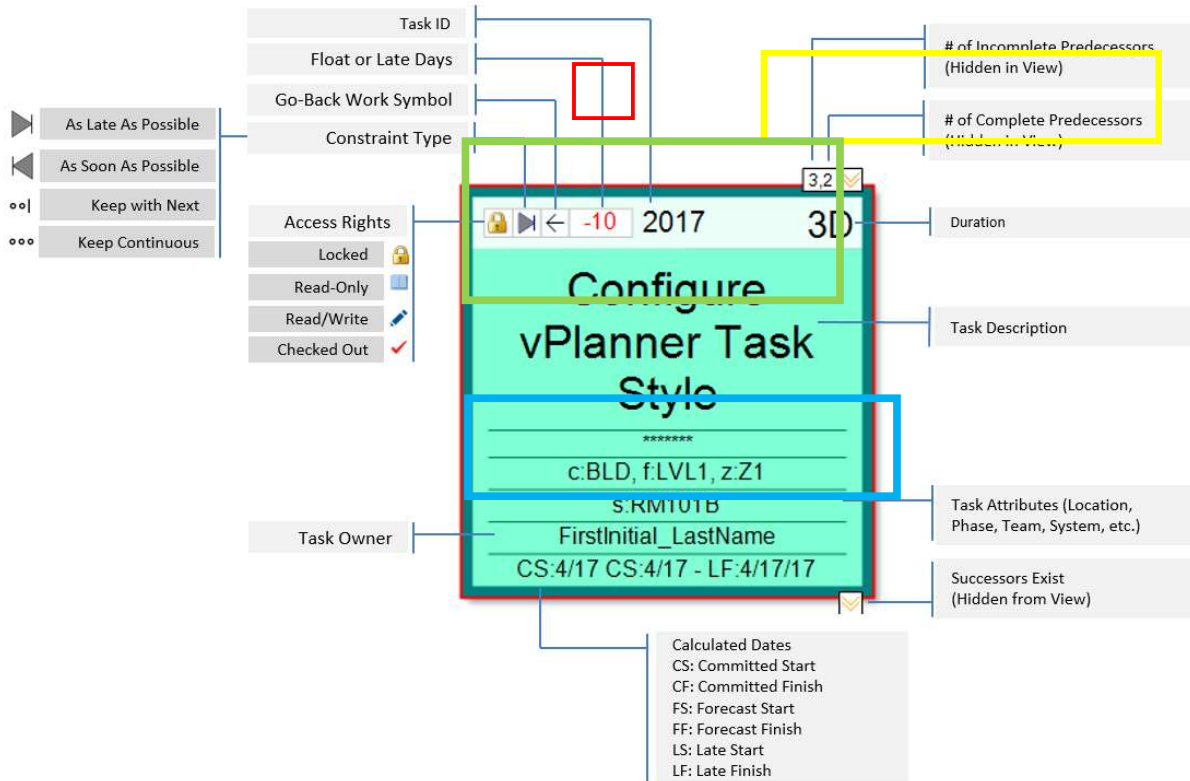 Task ID
Float or Late Days
Go-Back Work Symbol
Constraint Type
As Late As Possible
As Soon As Possible
Keep with Next
Keep Continuous
Access Rights
Locked
Read-Only
Read/Write
Checked Out
Task Owner
3,2
-10 2017 3D
Configure
vPlanner Task
Style
*******
c:BLD, f:LVL1, z:Z1
s:RM101B
FirstInitial_LastName
CS:4/17 CS:4/17 - LF:4/17/17
# of Incomplete Predecessors
(Hidden in View)
# of Complete Predecessors
(Hidden in View)
Duration
Task Description
Task Attributes (Location,
Phase, Team, System, etc.)
Successors Exist
(Hidden from View)
Calculated Dates
CS: Committed Start
CF: Committed Finish
FS: Forecast Start
FF: Forecast Finish
LS: Late Start
LF: Late Finish